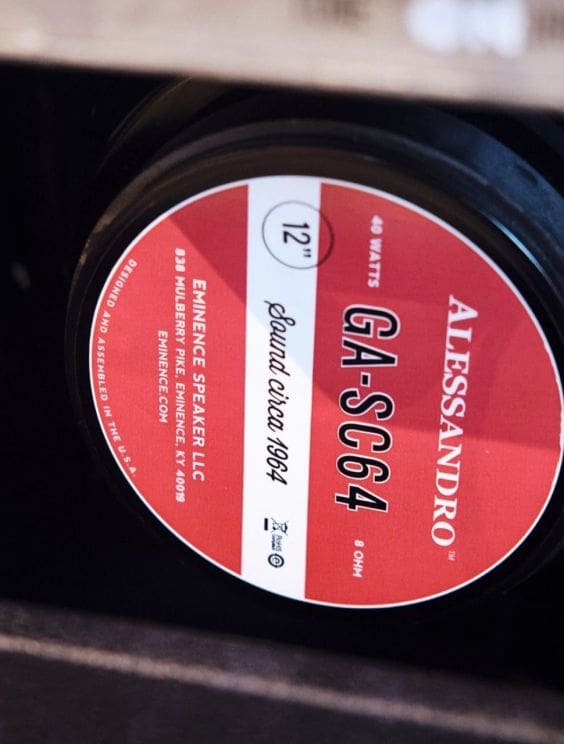 ALESSANDRO™
40 WATTS
GA-SC64
8 OHM
12"
Sound circa 1964
RoHS
EMINENCE SPEAKER LLC
838 MULBERRY PIKE, EMINENCE, KY 40019
EMINENCE.COM
DESIGNED AND ASSEMBLED IN THE U.S.A.